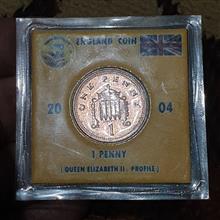 ENGLAND COIN
ONE PENNY
20 04
1
1 PENNY
( QUEEN ELIZABETH II. PROFILE )